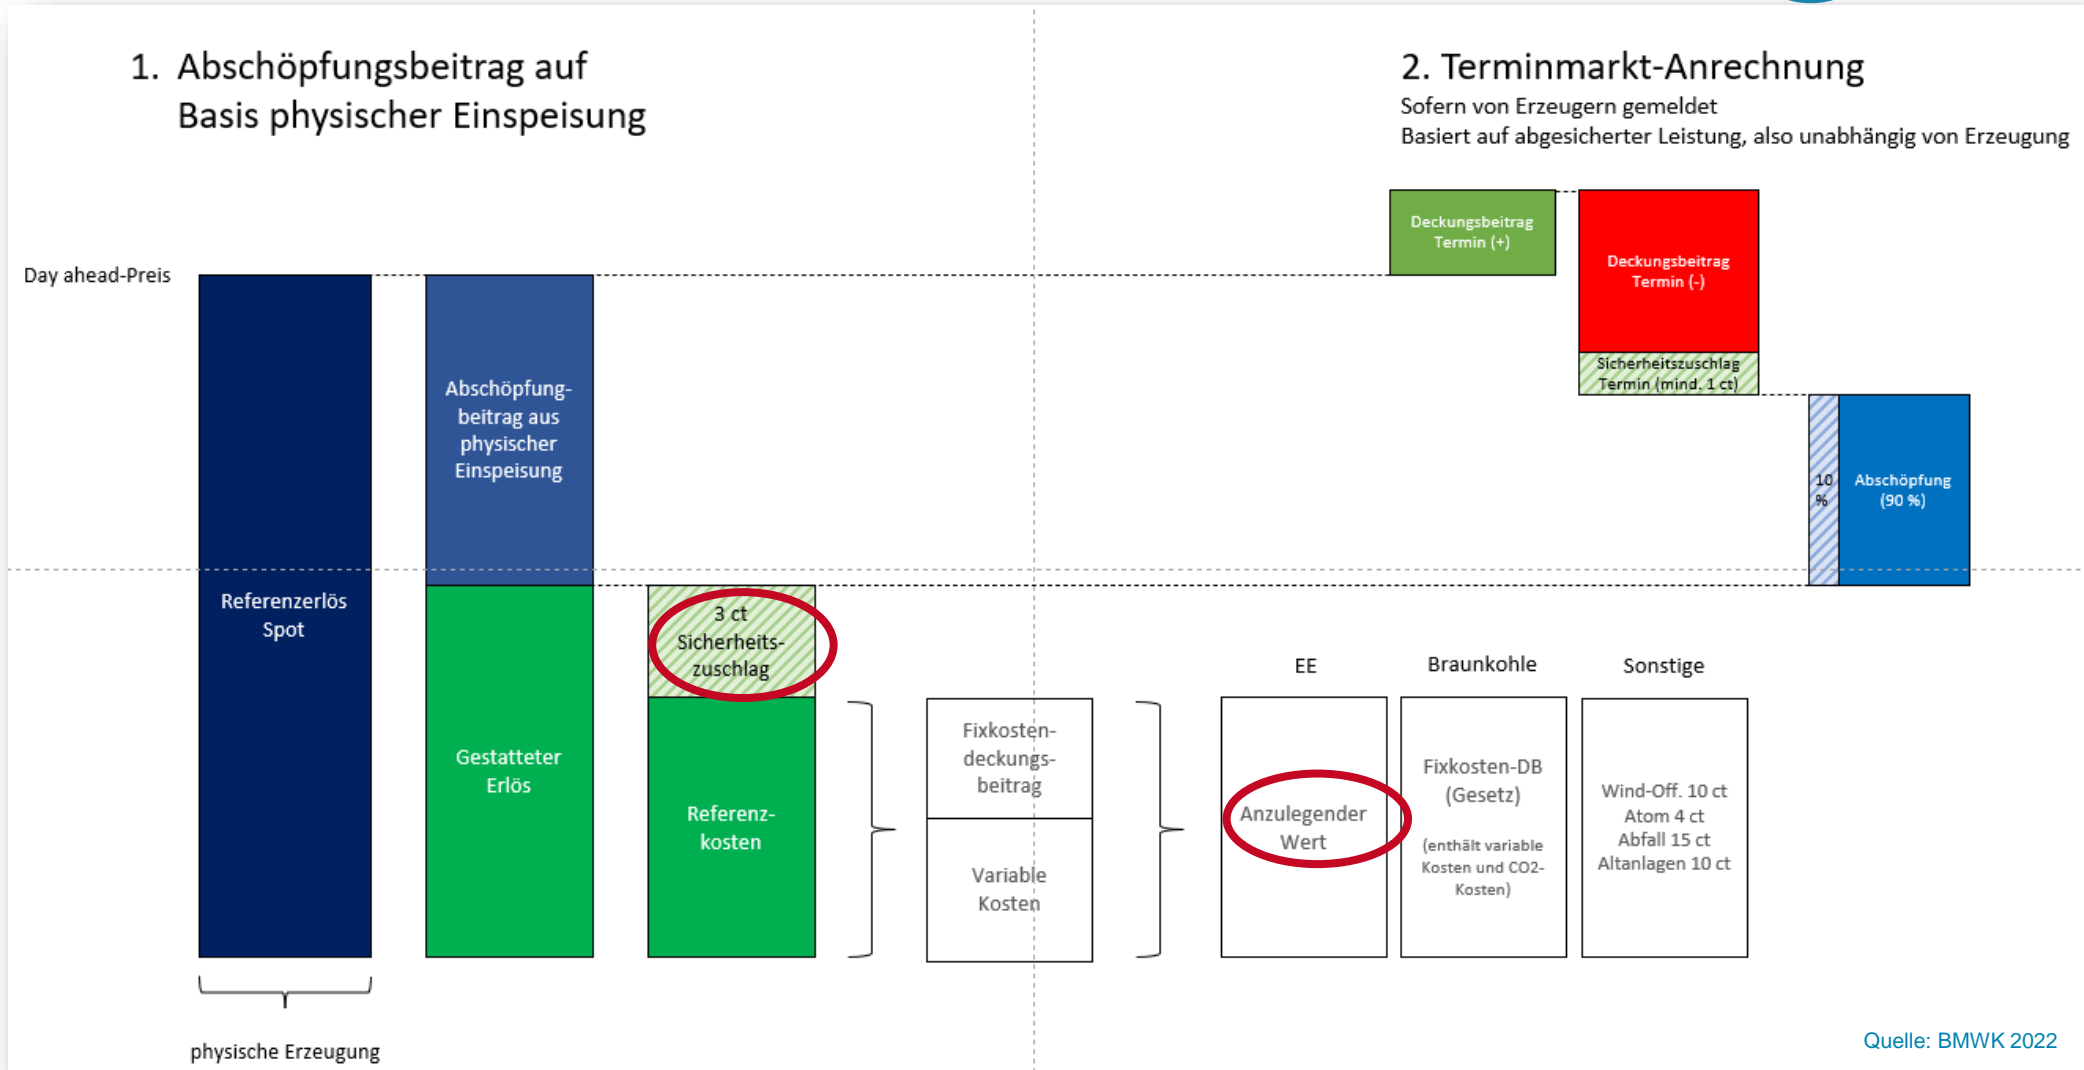 1. Abschöpfungsbeitrag auf
Basis physischer Einspeisung
2. Terminmarkt-Anrechnung
Sofern von Erzeugern gemeldet
Basiert auf abgesicherter Leistung, also unabhängig von Erzeugung
Day ahead-Preis
Referenzerlös
Spot
physische Erzeugung
Abschöpfung-
beitrag aus
physischer
Einspeisung
Gestatteter
Erlös
3 ct
Sicherheits-
zuschlag
Referenz-
kosten
Fixkosten-
deckungs-
beitrag
Variable
Kosten
Deckungsbeitrag
Termin (+)
Deckungsbeitrag
Termin (-)
Sicherheitszuschlag
Termin (mind. 1 ct)
10
%
Abschöpfung
(90 %)
EE
Anzulegender
Wert
Braunkohle
Fixkosten-DB
(Gesetz)
(enthält variable
Kosten und CO2-
Kosten)
Sonstige
Wind-Off. 10 ct
Atom 4 ct
Abfall 15 ct
Altanlagen 10 ct
Quelle: BMWK 2022